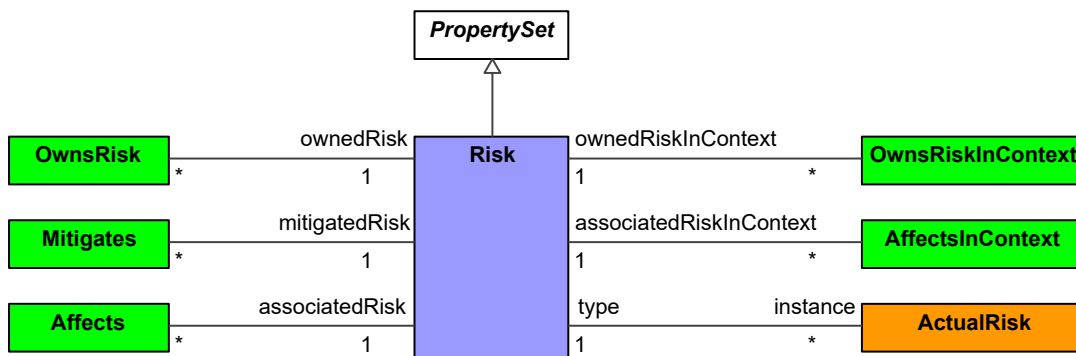 PropertySet
OwnsRisk
* ownedRisk 1
Risk
ownedRiskInContext
1 *
OwnsRiskInContext
Mitigates
* mitigatedRisk 1
associatedRiskInContext
1 *
AffectsInContext
Affects
* associatedRisk 1
type instance
1 *
ActualRisk